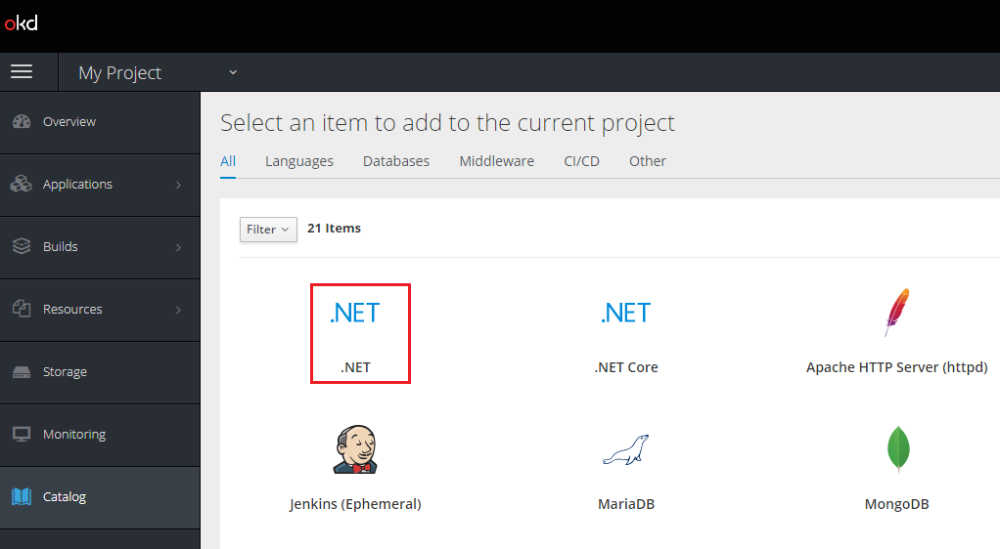 okd
My Project
Overview
Applications
Builds
Resources
Storage
Monitoring
Catalog
Select an item to add to the current project
All Languages Databases Middleware CI/CD Other
Filter 21 Items
.NET .NET
.NET .NET Core Apache HTTP Server (httpd)
Jenkins (Ephemeral) MariaDB MongoDB